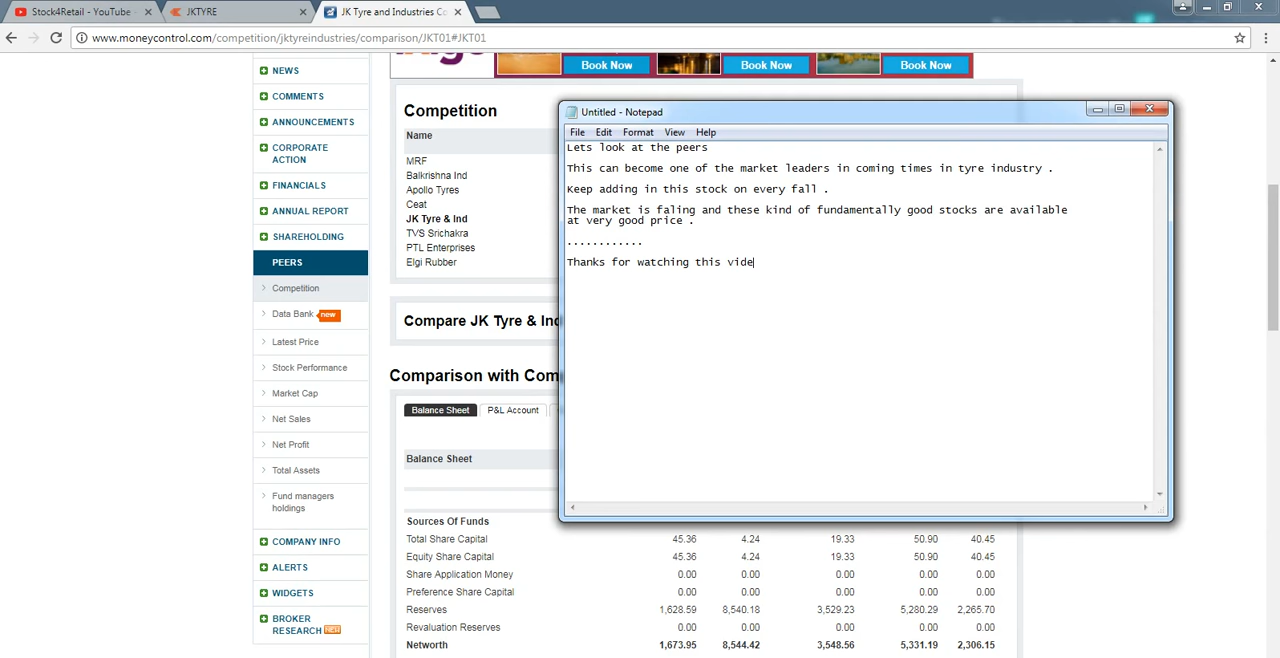 Stock4Retail - YouTube
JKTYRE
JK Tyre and Industries Co
www.moneycontrol.com/competition/jktyreindustries/comparison/JKT01#JKT01
Book Now
Book Now
Book Now
NEWS
COMMENTS
ANNOUNCEMENTS
CORPORATE
ACTION
FINANCIALS
ANNUAL REPORT
SHAREHOLDING
PEERS
Competition
Data Bank new
Latest Price
Stock Performance
Market Cap
Net Sales
Net Profit
Total Assets
Fund managers
holdings
COMPANY INFO
ALERTS
WIDGETS
BROKER
RESEARCH
Competition
Name
MRF
Balkrishna Ind
Apollo Tyres
Ceat
JK Tyre & Ind
TVS Srichakra
PTL Enterprises
Elgi Rubber
Compare JK Tyre & Ind
Comparison with Com
Balance Sheet P&L Account
Balance Sheet
Sources Of Funds
Total Share Capital 45.36 4.24 19.33 50.90 40.45
Equity Share Capital 45.36 4.24 19.33 50.90 40.45
Share Application Money 0.00 0.00 0.00 0.00 0.00
Preference Share Capital 0.00 0.00 0.00 0.00 0.00
Reserves 1,628.59 8,540.18 3,529.23 5,280.29 2,265.70
Revaluation Reserves 0.00 0.00 0.00 0.00 0.00
Networth 1,673.95 8,544.42 3,548.56 5,331.19 2,306.15
Untitled - Notepad
File Edit Format View Help
Lets look at the peers
This can become one of the market leaders in coming times in tyre industry .
Keep adding in this stock on every fall .
The market is faling and these kind of fundamentally good stocks are available
at very good price .
............
Thanks for watching this vide